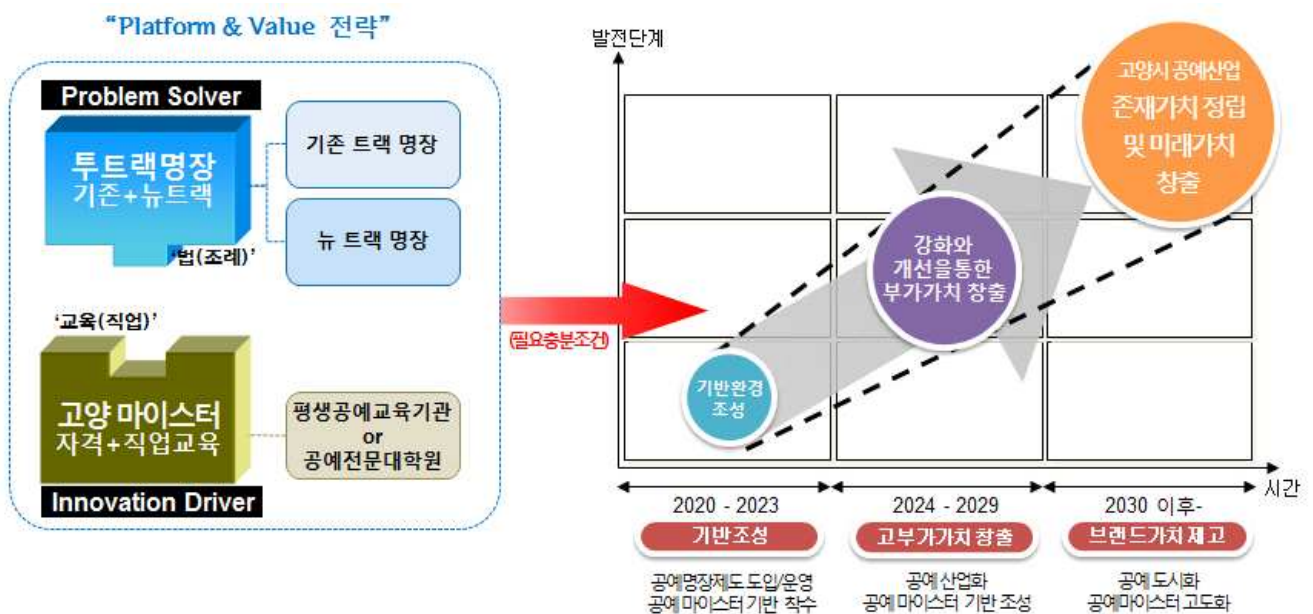 “Platform & Value 전략”
Problem Solver
투트랙명장
기존+뉴트랙
'법(조례)'
기존 트랙 명장
뉴 트랙 명장
'교육(직업)'
고양 마이스터
자격+직업교육
Innovation Driver
평생공예교육기관
or
공예전문대학원
(필요충분조건)
발전단계
고양시 공예산업
존재가치 정립
및 미래가치
창출
강화와
개선을통한
부가가치 창출
기반환경
조성
시간
2020 - 2023
기반조성
공예명장제도 도입/운영
공예 마이스터 기반 착수
2024 - 2029
고부가가치 창출
공예 산업화
공예 마이스터 기반 조성
2030 이후-
브랜드가치 제고
공예 도시화
공예마이스터 고도화